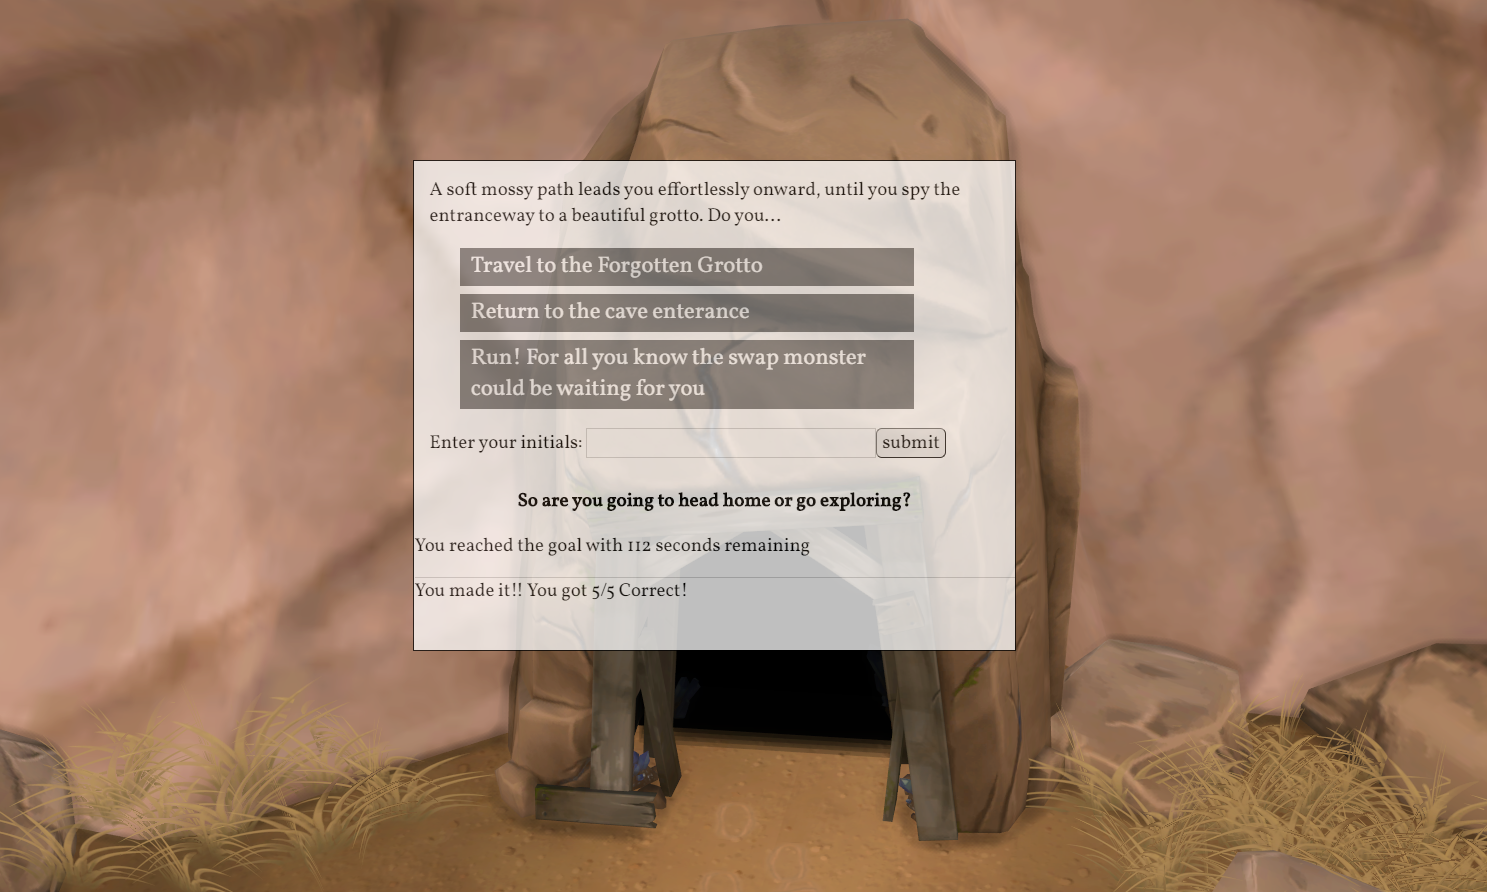 A soft mossy path leads you effortlessly onward, until you spy the
entranceway to a beautiful grotto. Do you...
Travel to the Forgotten Grotto
Return to the cave enterance
Run! For all you know the swap monster
could be waiting for you
Enter your initials: submit
So are you going to head home or go exploring?
You reached the goal with 112 seconds remaining
You made it!! You got 5/5 Correct!